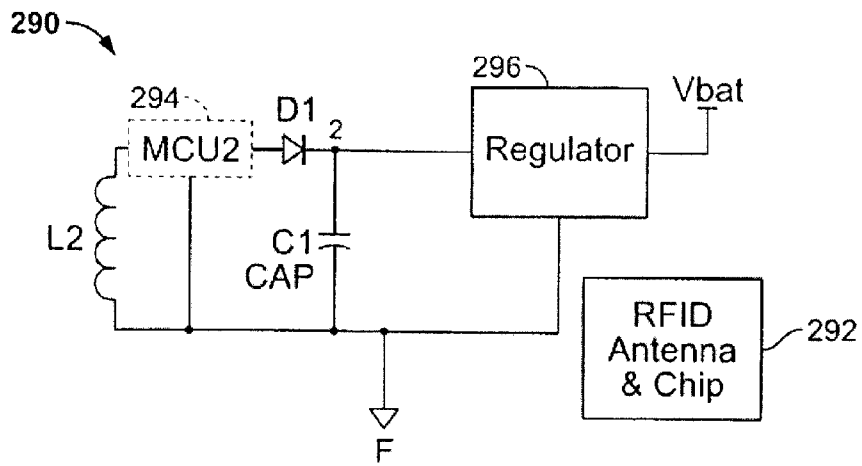 290
294
MCU2
D1
2
296
Regulator
Vbat
L2
C1
CAP
RFID
Antenna
& Chip
292
F